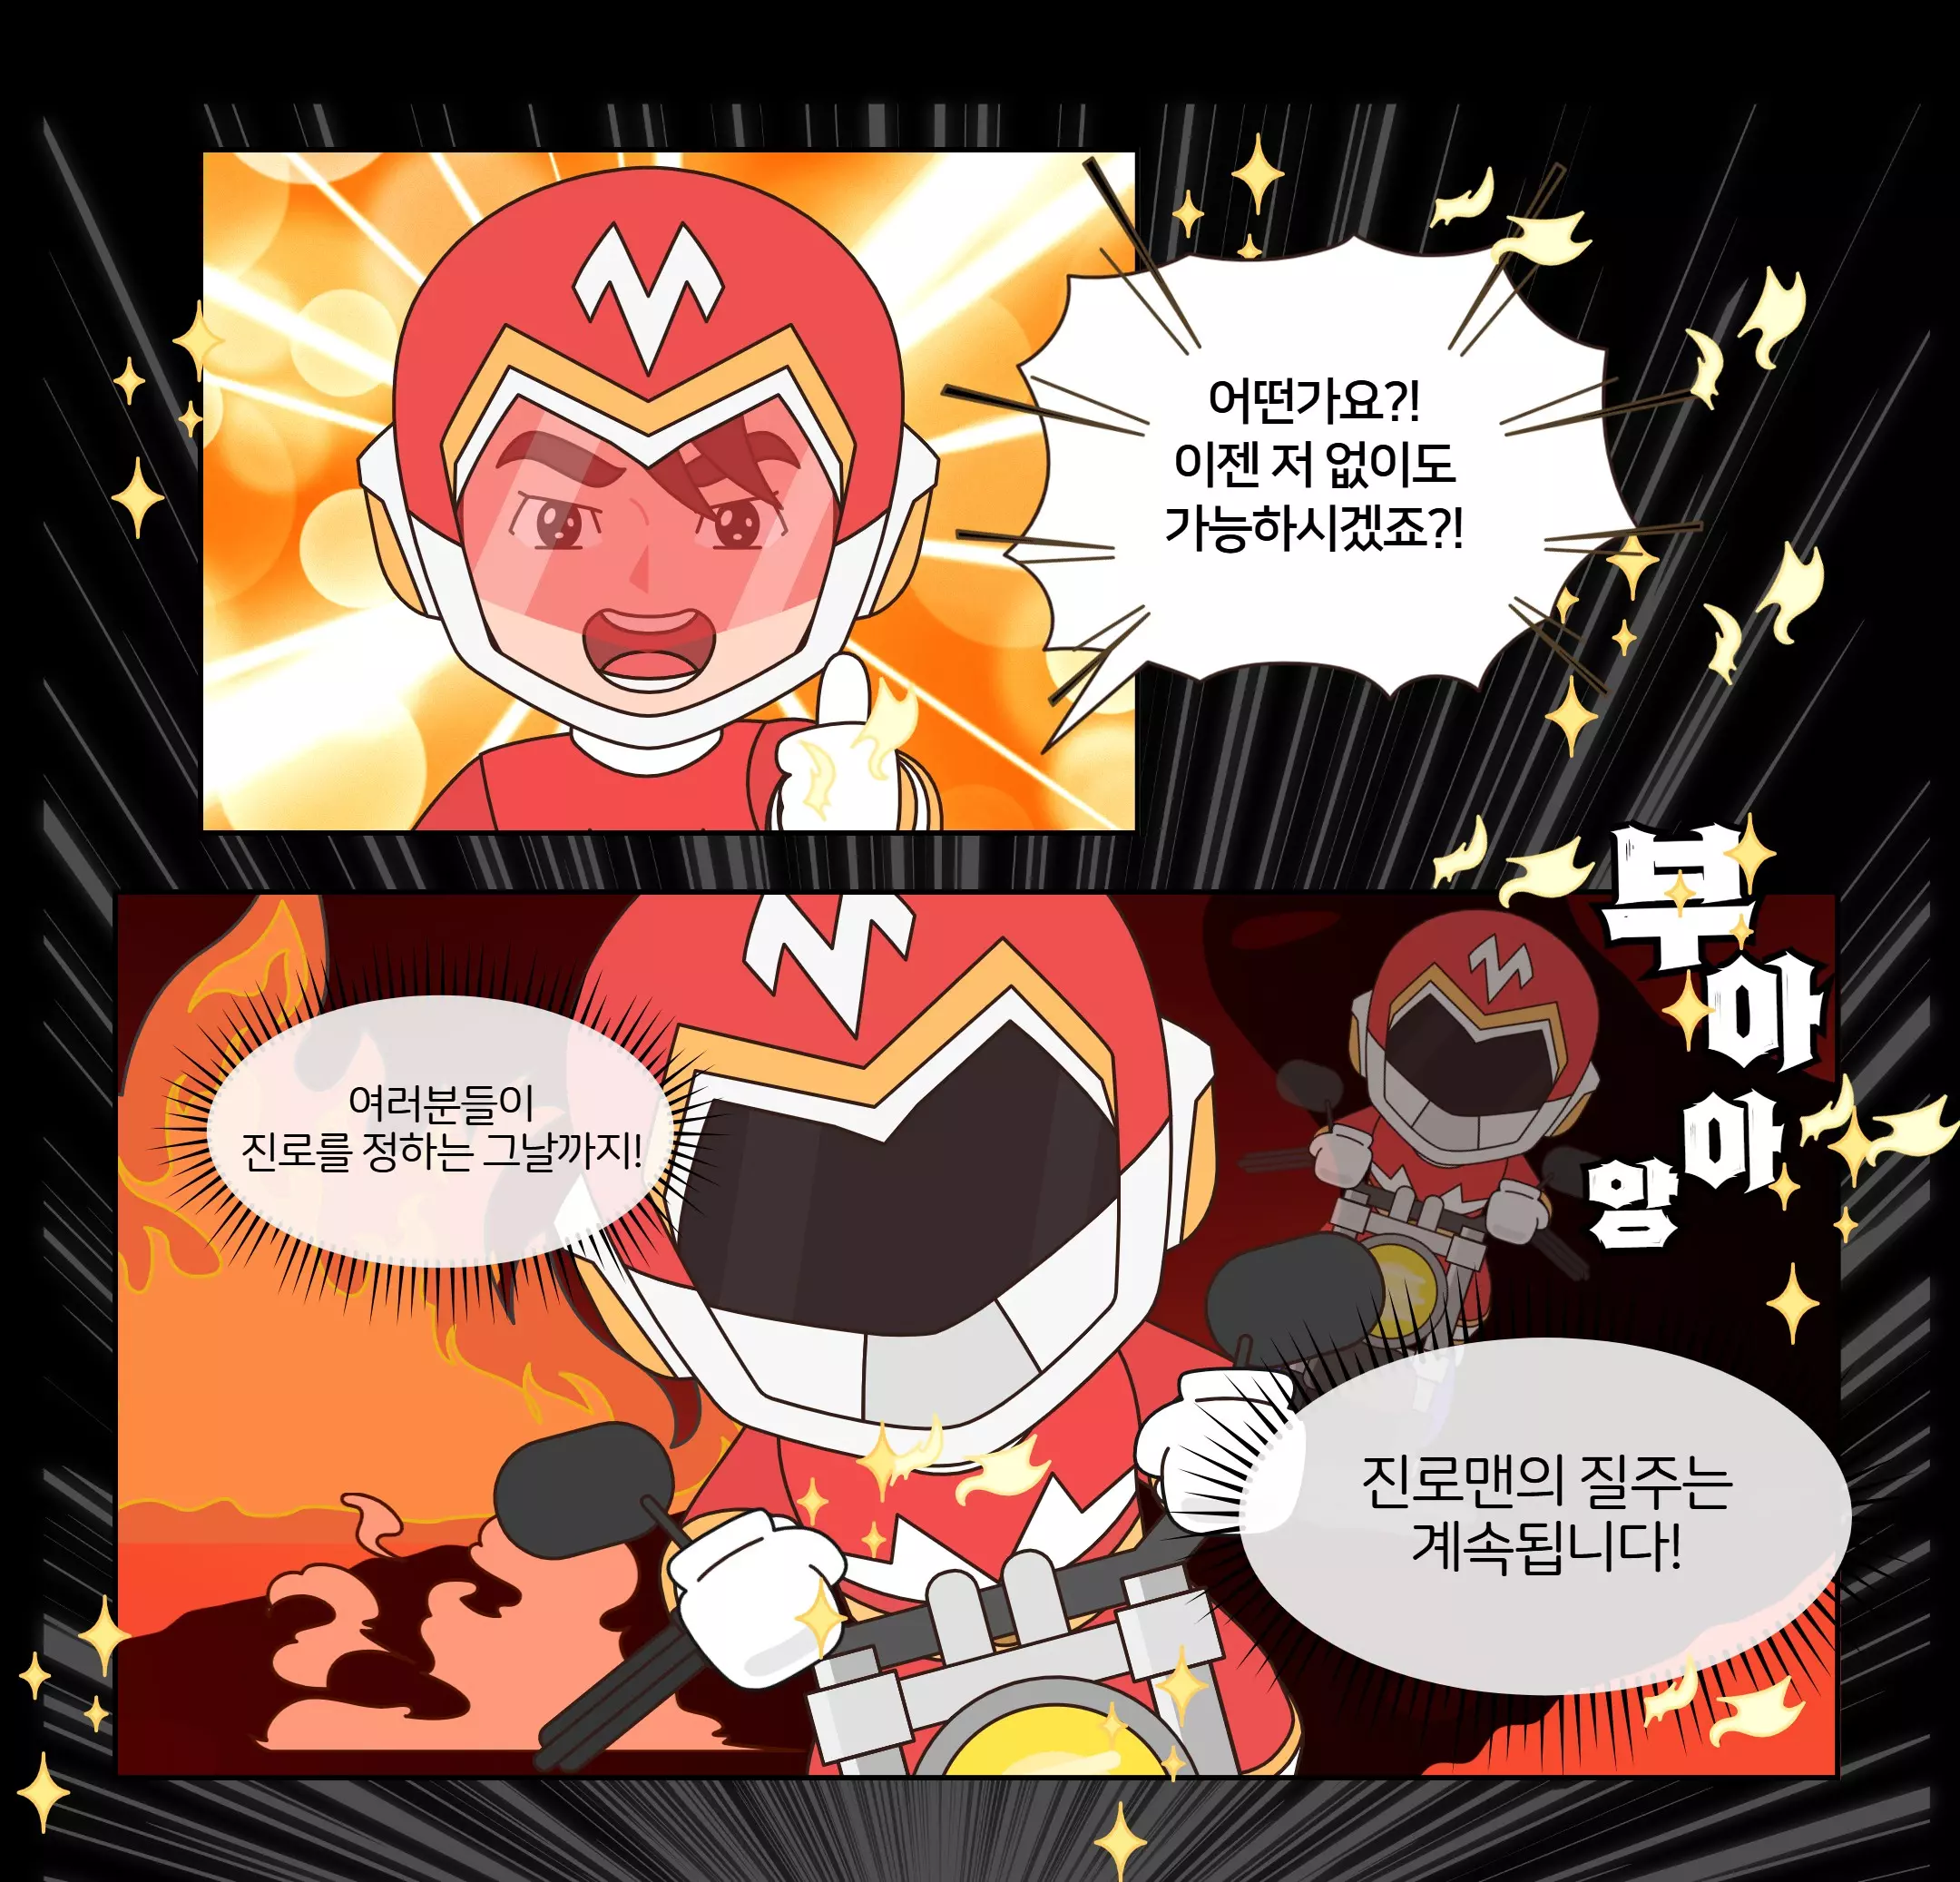 어떤가요?!
이젠 저 없이도
가능하시겠죠?!
부아
아
앙
여러분들이
진로를 정하는 그날까지!
진로맨의 질주는
계속됩니다!